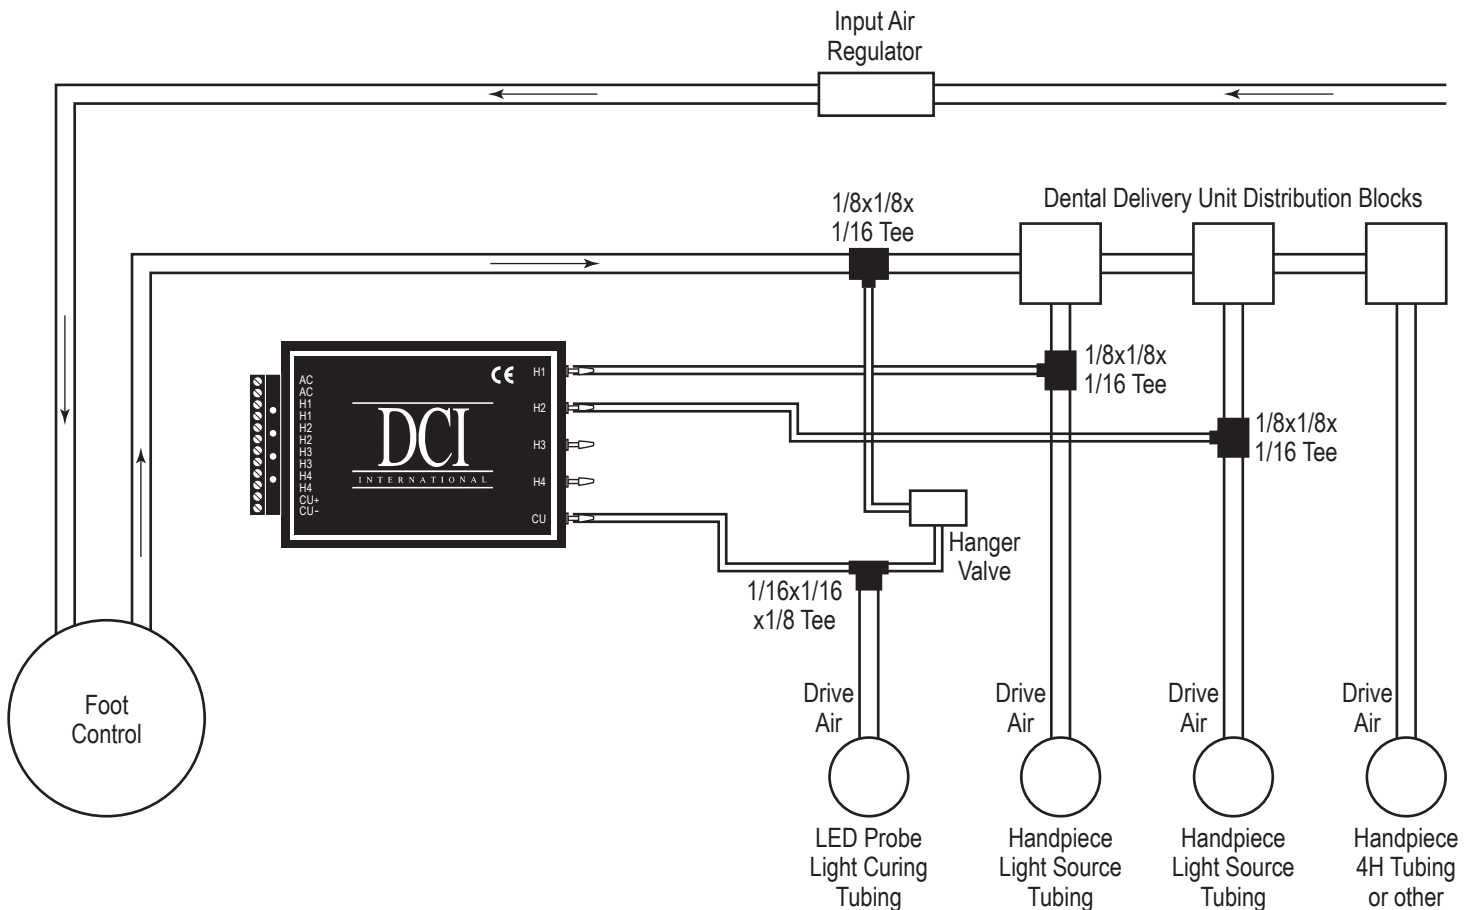 Input Air
Regulator
1/8x1/8x
1/16 Tee
Dental Delivery Unit Distribution Blocks
1/8x1/8x
1/16 Tee
1/8x1/8x
1/16 Tee
AC
AC
H1
H1
H2
H2
H3
H3
H4
H4
CU+
CU-
CE
DCI
INTERNATIONAL
H1
H2
H3
H4
CU
Hanger
Valve
1/16x1/16
x1/8 Tee
Foot
Control
Drive
Air
Drive
Air
Drive
Air
Drive
Air
LED Probe
Light Curing
Tubing
Handpiece
Light Source
Tubing
Handpiece
Light Source
Tubing
Handpiece
4H Tubing
or other